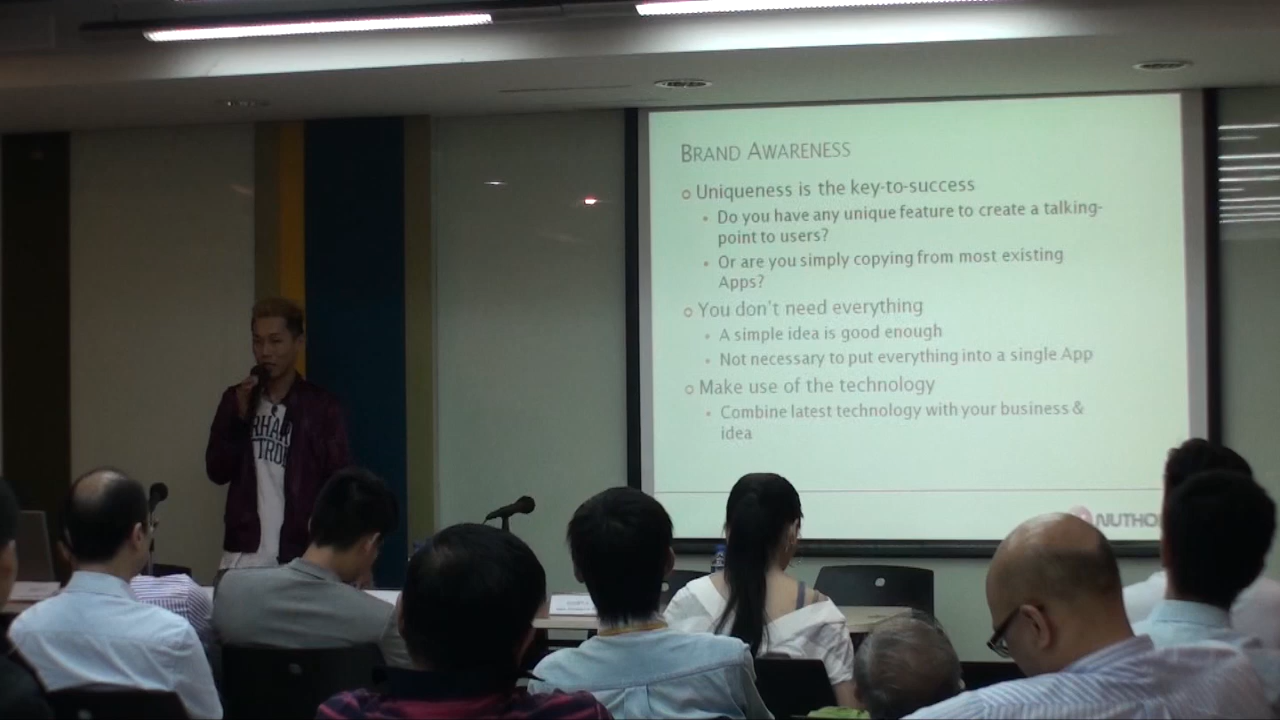 BRAND AWARENESS
Uniqueness is the key-to-success
Do you have any unique feature to create a talking-
point to users?
Or are you simply copying from most existing
Apps?
You don't need everything
A simple idea is good enough
Not necessary to put everything into a single App
Make use of the technology
Combine latest technology with your business &
idea
NUTHO